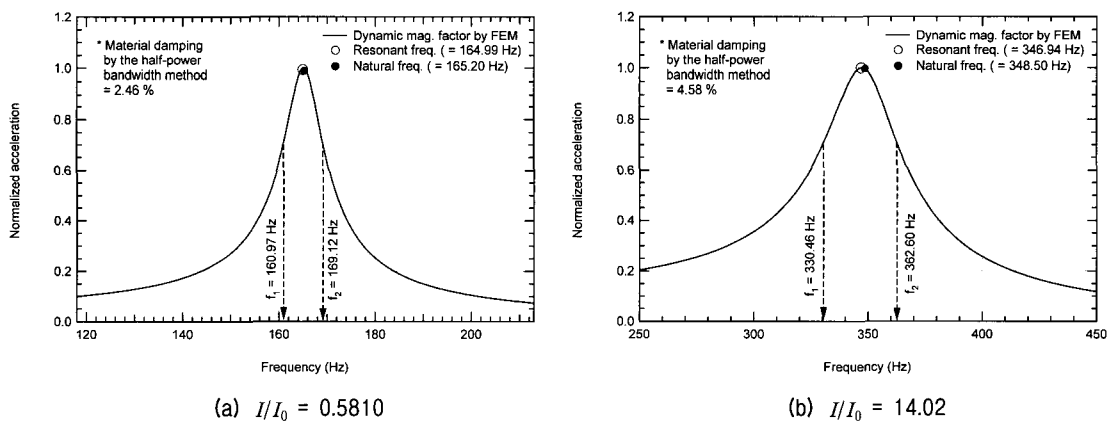 1.2
1.0
0.8
0.6
0.4
0.2
0.0
Normalized acceleration
* Material damping
by the half-power
bandwidth method
= 2.46 %
Dynamic mag. factor by FEM
Resonant freq. ( = 164.99 Hz)
Natural freq. ( = 165.20 Hz)
f1 = 160.97 Hz
f2 = 169.12 Hz
120 140 160 180 200
Frequency (Hz)
(a) I/I0 = 0.5810
1.2
1.0
0.8
0.6
0.4
0.2
0.0
Normalized acceleration
* Material damping
by the half-power
bandwidth method
= 4.58 %
Dynamic mag. factor by FEM
Resonant freq. ( = 346.94 Hz)
Natural freq. ( = 348.50 Hz)
f1 = 330.46 Hz
f2 = 362.60 Hz
250 300 350 400 450
Frequency (Hz)
(b) I/I0 = 14.02